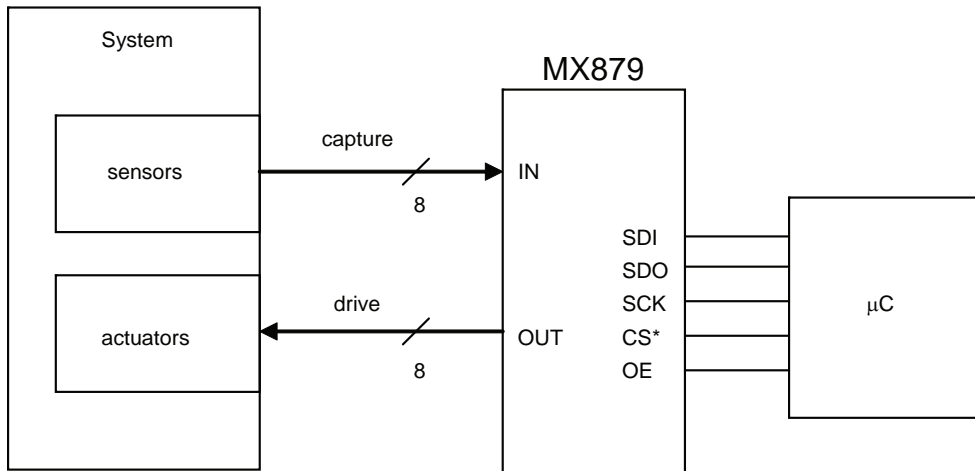 System
MX879
sensors
capture
8
IN
actuators
drive
8
OUT
SDI
SDO
SCK
CS*
OE
μC